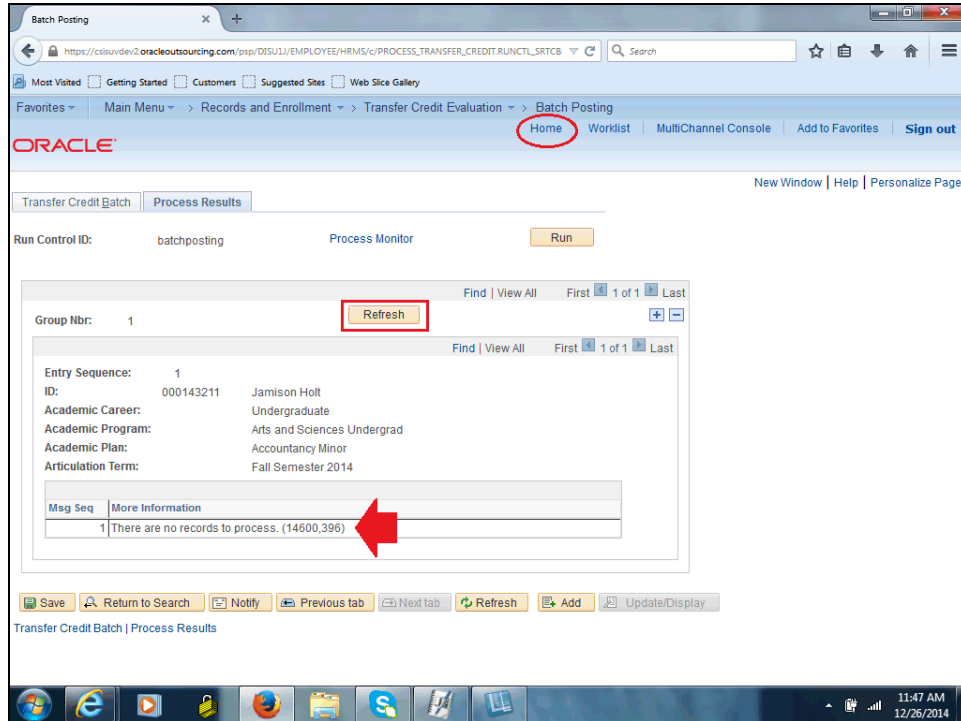 Batch Posting
https://csisuvdev2.oracleoutsourcing.com/psp/DISU1J/EMPLOYEE/HRMS/c/PROCESS_TRANSFER_CREDIT.RUNCTL_SRTCB Search
Most Visited Getting Started Customers Suggested Sites Web Slice Gallery
Favorites Main Menu > Records and Enrollment > Transfer Credit Evaluation > Batch Posting
Home Worklist MultiChannel Console Add to Favorites Sign out
ORACLE
New Window | Help | Personalize Page
Transfer Credit Batch Process Results
Run Control ID: batchposting Process Monitor Run
Find | View All First 1 of 1 Last
Group Nbr: 1 Refresh
Find | View All First 1 of 1 Last
Entry Sequence: 1
ID: 000143211 Jamison Holt
Academic Career: Undergraduate
Academic Program: Arts and Sciences Undergrad
Academic Plan: Accountancy Minor
Articulation Term: Fall Semester 2014
Msg Seq More Information
1 There are no records to process. (14600,396)
Save Return to Search Notify Previous tab Next tab Refresh Add Update/Display
Transfer Credit Batch | Process Results
11:47 AM
12/26/2014